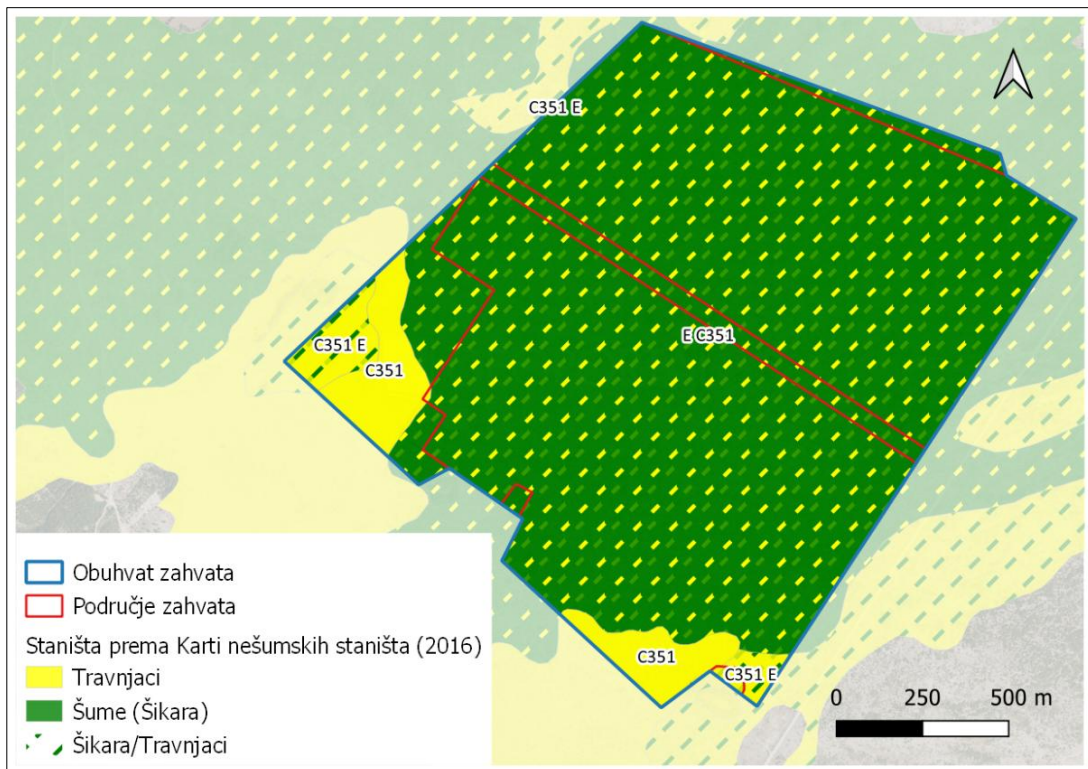 C351 E
E C351
C351 E
C351
C351
C351 E
Obuhvat zahvata
Područje zahvata
Staništa prema Karti nešumskih staništa (2016)
Travnjaci
Šume (Šikara)
Šikara/Travnjaci
0 250 500 m